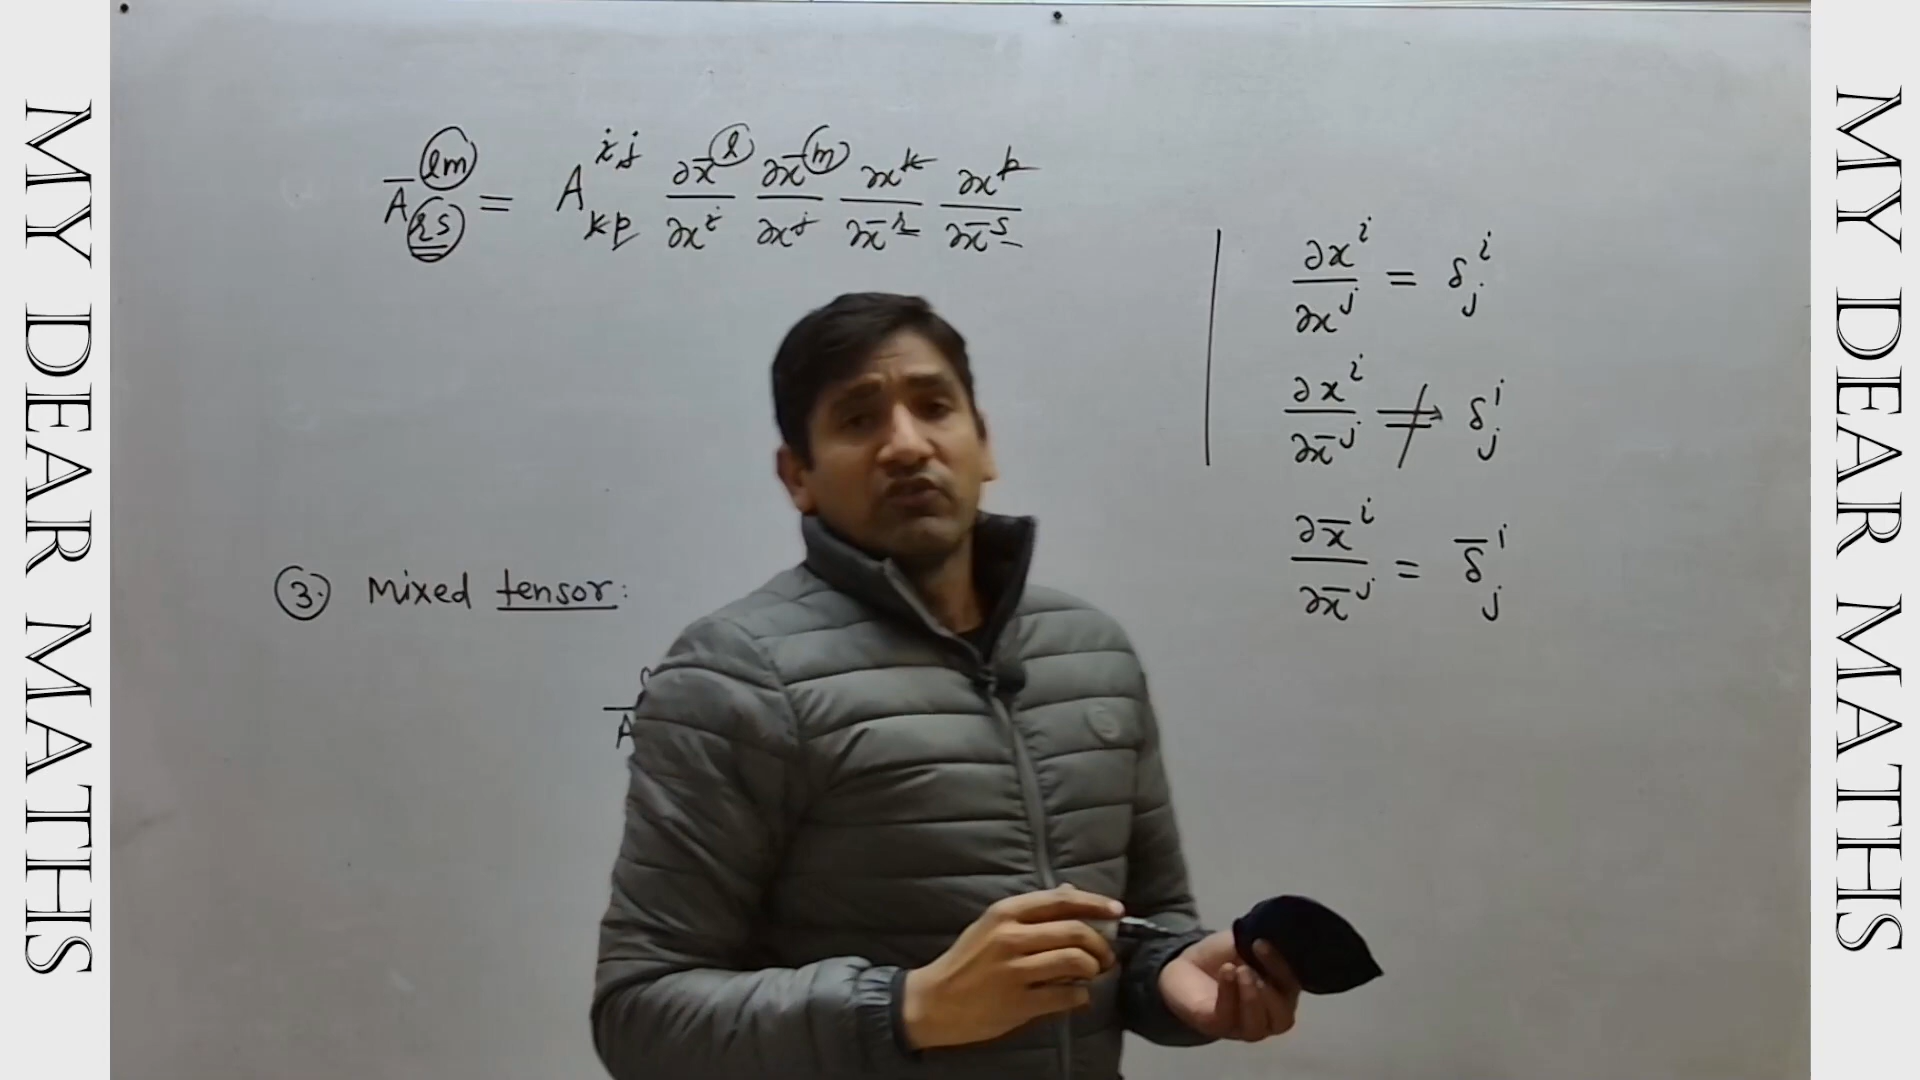 MY DEAR MATHS
A̅^{lm}_{rs} = A^{ij}_{kp} ∂x̅^l/∂x^i ∂x̅^m/∂x^j ∂x^k/∂x̅^r ∂x^p/∂x̅^s
∂x^i/∂x^j = δ^i_j
∂x^i/∂x̅^j ≠ δ^i_j
∂x̅^i/∂x̅^j = δ̅^i_j
3. Mixed tensor:
A̅
MY DEAR MATHS